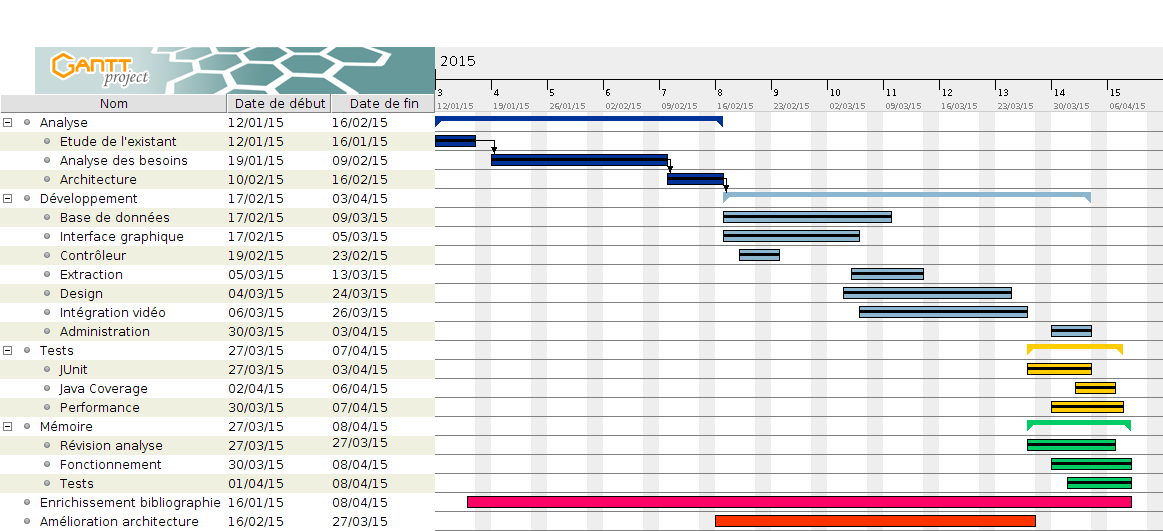 GANTT
project
2015
3 4 5 6 7 8 9 10 11 12 13 14 15
12/01/15 19/01/15 26/01/15 02/02/15 09/02/15 16/02/15 23/02/15 02/03/15 09/03/15 16/03/15 23/03/15 30/03/15 06/04/15
Nom Date de début Date de fin
Analyse 12/01/15 16/02/15
Etude de l'existant 12/01/15 16/01/15
Analyse des besoins 19/01/15 09/02/15
Architecture 10/02/15 16/02/15
Développement 17/02/15 03/04/15
Base de données 17/02/15 09/03/15
Interface graphique 17/02/15 05/03/15
Contrôleur 19/02/15 23/02/15
Extraction 05/03/15 13/03/15
Design 04/03/15 24/03/15
Intégration vidéo 06/03/15 26/03/15
Administration 30/03/15 03/04/15
Tests 27/03/15 07/04/15
JUnit 27/03/15 03/04/15
Java Coverage 02/04/15 06/04/15
Performance 30/03/15 07/04/15
Mémoire 27/03/15 08/04/15
Révision analyse 27/03/15 27/03/15
Fonctionnement 30/03/15 08/04/15
Tests 01/04/15 08/04/15
Enrichissement bibliographie 16/01/15 08/04/15
Amélioration architecture 16/02/15 27/03/15